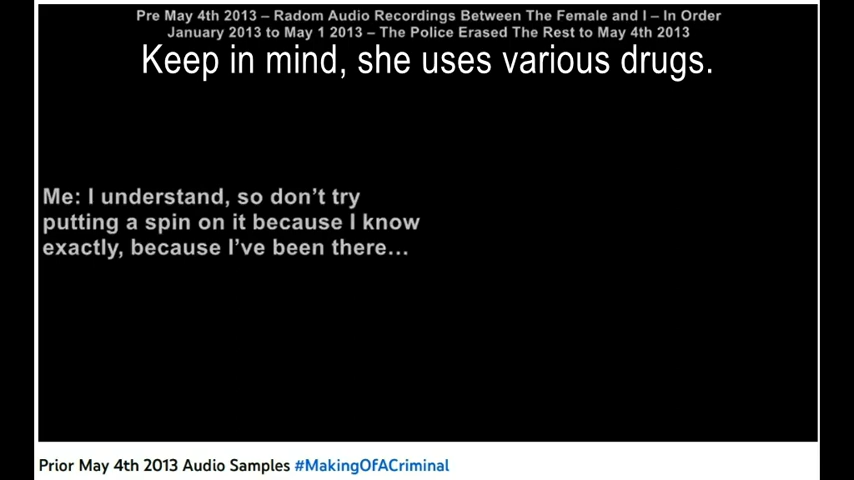 Pre May 4th 2013 – Radom Audio Recordings Between The Female and I – In Order
January 2013 to May 1 2013 – The Police Erased The Rest to May 4th 2013
Keep in mind, she uses various drugs.
Me: I understand, so don’t try
putting a spin on it because I know
exactly, because I’ve been there…
Prior May 4th 2013 Audio Samples #MakingOfACriminal